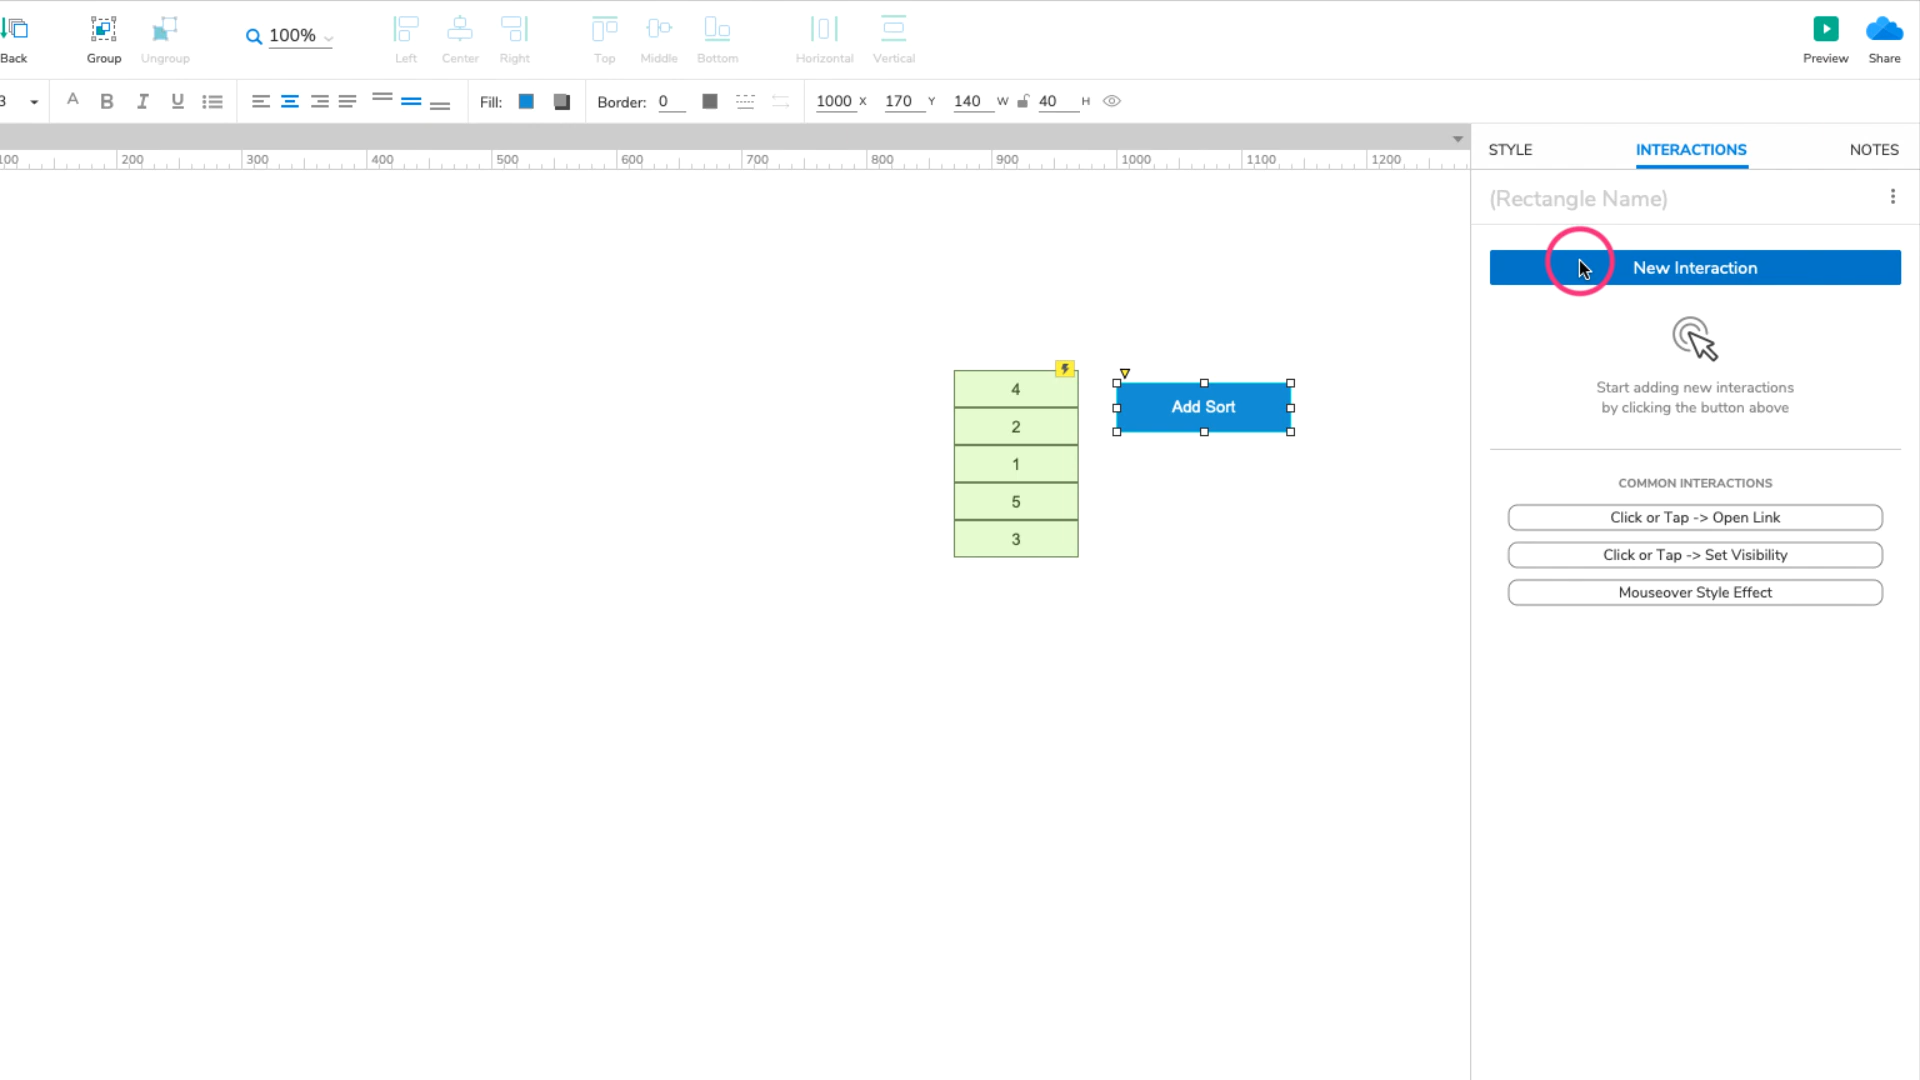 Back
Group
Ungroup
100%
Left
Center
Right
Top
Middle
Bottom
Horizontal
Vertical
Preview
Share
3
A B I U
Fill:
Border: 0
1000 X 170 Y 140 W 40 H
100 200 300 400 500 600 700 800 900 1000 1100 1200
STYLE
INTERACTIONS
NOTES
(Rectangle Name)
New Interaction
Start adding new interactions
by clicking the button above
COMMON INTERACTIONS
Click or Tap -> Open Link
Click or Tap -> Set Visibility
Mouseover Style Effect
4
2
1
5
3
Add Sort